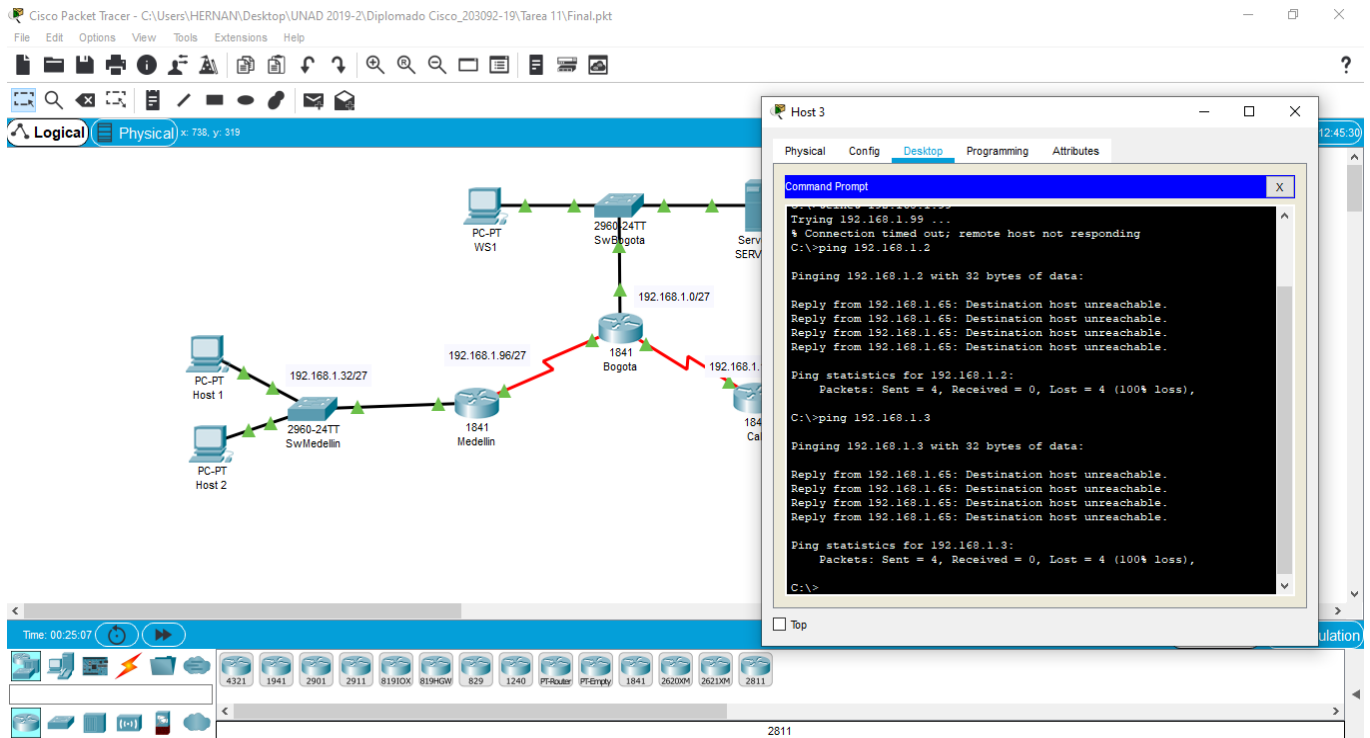 Cisco Packet Tracer - C:\Users\HERNAN\Desktop\UNAD 2019-2\Diplomado Cisco_203092-19\Tarea 11\Final.pkt
File Edit Options View Tools Extensions Help
?
Logical
Physical
x: 738, y: 319
12:45:30
PC-PT
WS1
2960-24TT
SwBogota
Serv
SERV
192.168.1.0/27
1841
Bogota
192.168.1.96/27
192.168.1.
PC-PT
Host 1
192.168.1.32/27
2960-24TT
SwMedellin
1841
Medellin
184
Cal
PC-PT
Host 2
Host 3
Physical Config Desktop Programming Attributes
Command Prompt
X
Trying 192.168.1.99 ...
% Connection timed out; remote host not responding
C:\>ping 192.168.1.2
Pinging 192.168.1.2 with 32 bytes of data:
Reply from 192.168.1.65: Destination host unreachable.
Reply from 192.168.1.65: Destination host unreachable.
Reply from 192.168.1.65: Destination host unreachable.
Reply from 192.168.1.65: Destination host unreachable.
Ping statistics for 192.168.1.2:
Packets: Sent = 4, Received = 0, Lost = 4 (100% loss),
C:\>ping 192.168.1.3
Pinging 192.168.1.3 with 32 bytes of data:
Reply from 192.168.1.65: Destination host unreachable.
Reply from 192.168.1.65: Destination host unreachable.
Reply from 192.168.1.65: Destination host unreachable.
Reply from 192.168.1.65: Destination host unreachable.
Ping statistics for 192.168.1.3:
Packets: Sent = 4, Received = 0, Lost = 4 (100% loss),
C:\>
Top
Time: 00:25:07
ulation
4321 1941 2901 2911 819IOX 819HGW 829 1240 PT-Router PT-Empty 1841 2620XM 2621XM 2811
2811